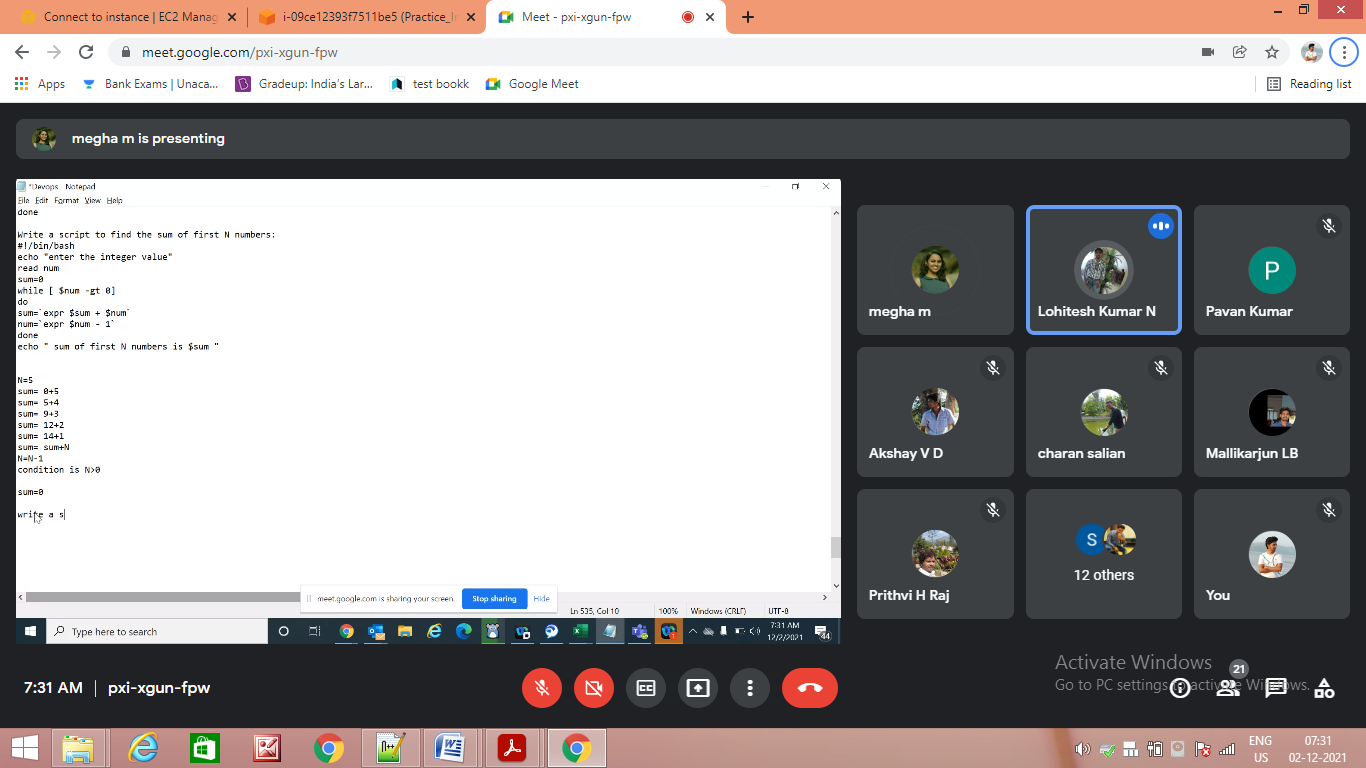 Connect to instance | EC2 Manag
i-09ce12393f7511be5 (Practice_In
Meet - pxi-xgun-fpw
meet.google.com/pxi-xgun-fpw
Apps
Bank Exams | Unaca...
Gradeup: India's Lar...
test bookk
Google Meet
Reading list
megha m is presenting
*Devops - Notepad
File Edit Format View Help
done
Write a script to find the sum of first N numbers:
#!/bin/bash
echo "enter the integer value"
read num
sum=0
while [ $num -gt 0]
do
sum=`expr $sum + $num`
num=`expr $num - 1`
done
echo " sum of first N numbers is $sum "
N=5
sum= 0+5
sum= 5+4
sum= 9+3
sum= 12+2
sum= 14+1
sum= sum+N
N=N-1
condition is N>0
sum=0
write a s
meet.google.com is sharing your screen.
Stop sharing
Hide
Ln 535, Col 10
100%
Windows (CRLF)
UTF-8
Type here to search
7:31 AM
12/2/2021
44
megha m
Lohitesh Kumar N
P
Pavan Kumar
Akshay V D
charan salian
Mallikarjun LB
Prithvi H Raj
S
12 others
You
7:31 AM | pxi-xgun-fpw
21
Activate Windows
Go to PC settings to activate Windows.
ENG
US
07:31
02-12-2021